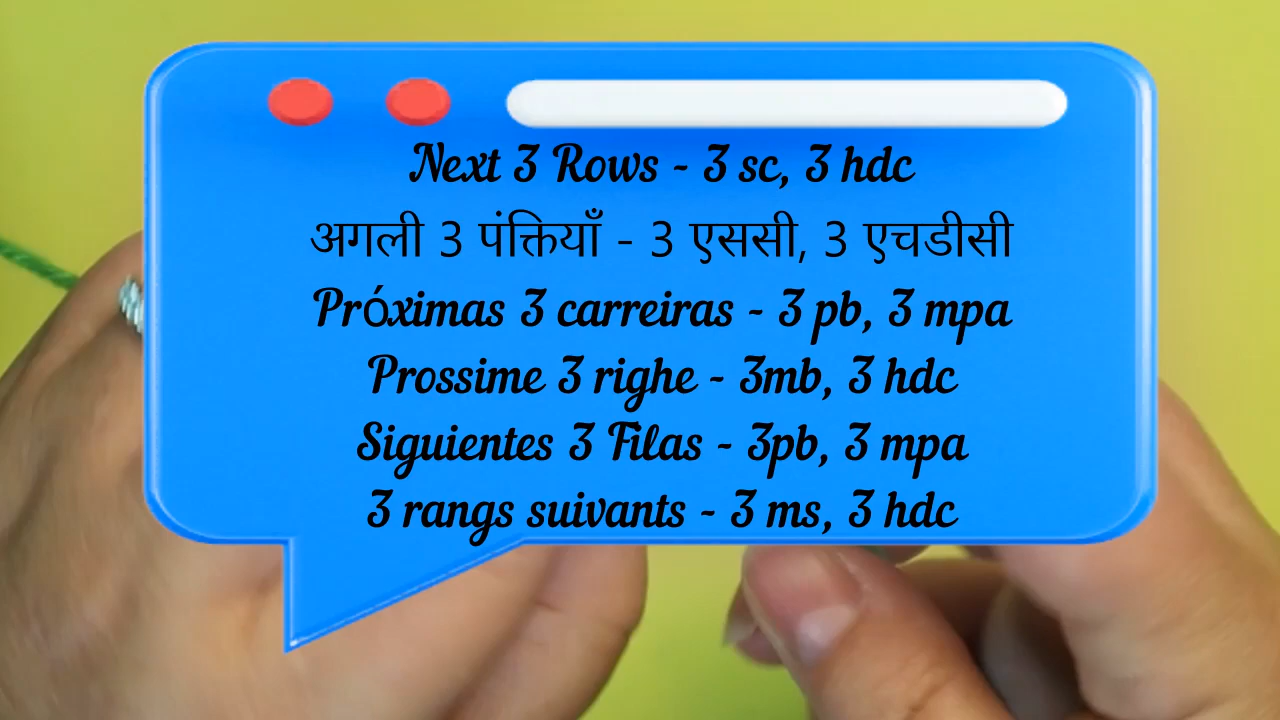 Next 3 Rows - 3 sc, 3 hdc
अगली 3 पंक्तियाँ - 3 एससी, 3 एचडीसी
Próximas 3 carreiras - 3 pb, 3 mpa
Prossime 3 righe - 3mb, 3 hdc
Siguientes 3 Filas - 3pb, 3 mpa
3 rangs suivants - 3 ms, 3 hdc